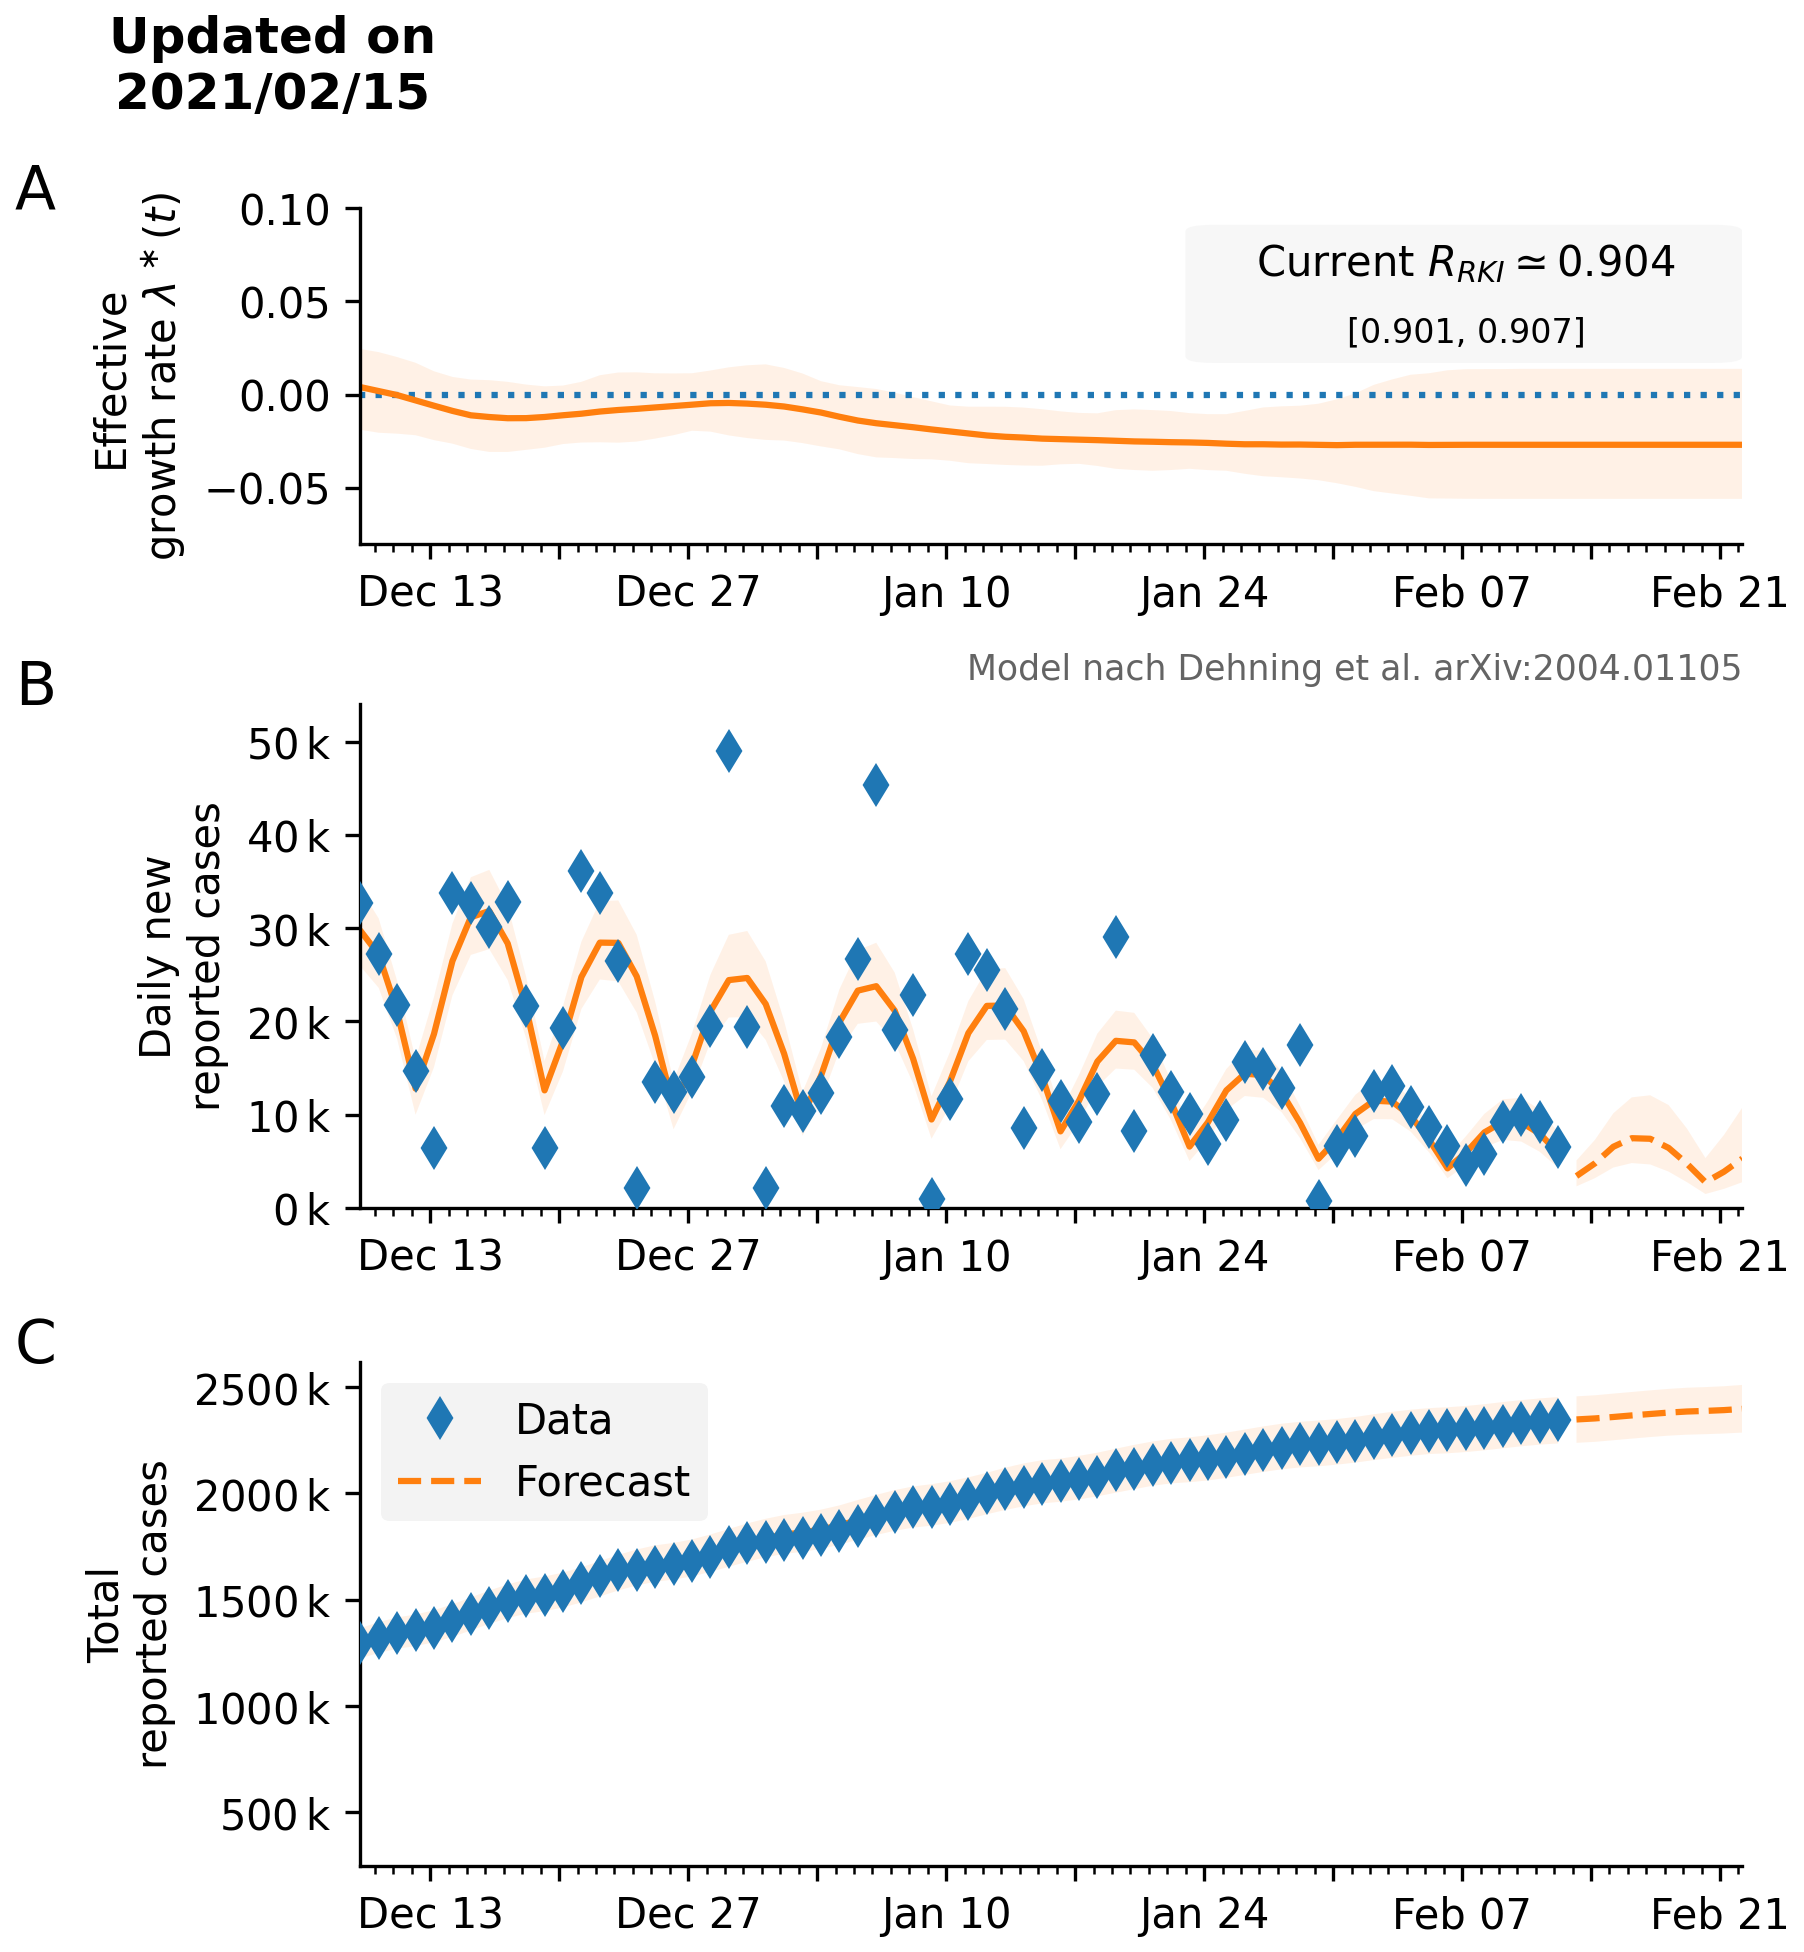 Updated on
2021/02/15
A
Effective
growth rate λ * (t)
0.10
0.05
0.00
−0.05
Current R_RKI ≃ 0.904
[0.901, 0.907]
Dec 13 Dec 27 Jan 10 Jan 24 Feb 07 Feb 21
Model nach Dehning et al. arXiv:2004.01105
B
Daily new
reported cases
50 k
40 k
30 k
20 k
10 k
0 k
Dec 13 Dec 27 Jan 10 Jan 24 Feb 07 Feb 21
C
Total
reported cases
2500 k
2000 k
1500 k
1000 k
500 k
Data
Forecast
Dec 13 Dec 27 Jan 10 Jan 24 Feb 07 Feb 21